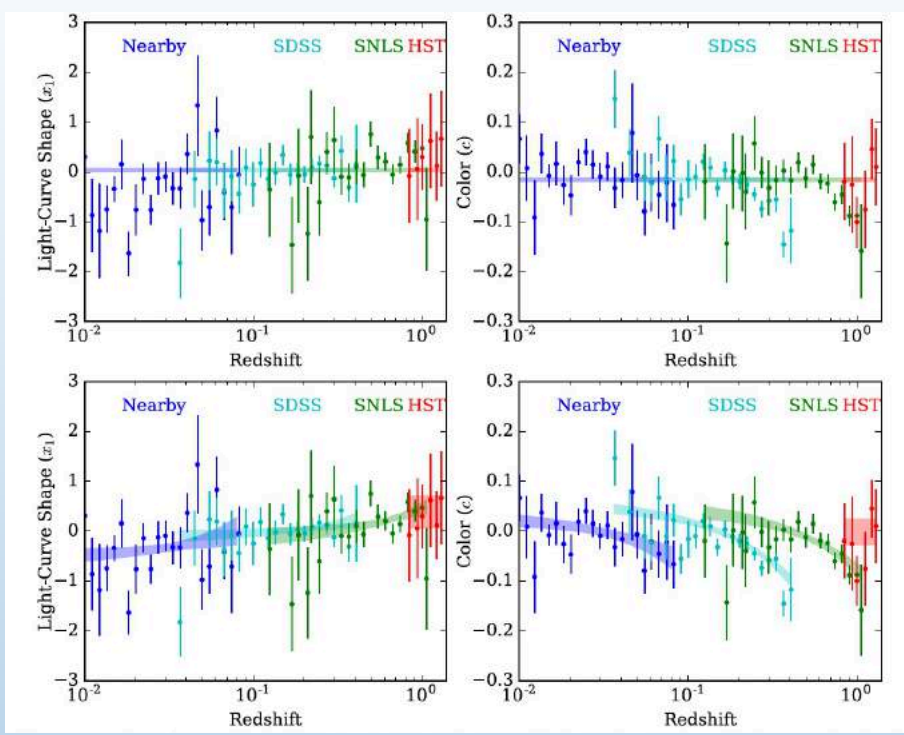 Nearby SDSS SNLS HST
3
2
1
0
−1
−2
−3
10⁻² 10⁻¹ 10⁰
Redshift
Light-Curve Shape (x₁)
Nearby SDSS SNLS HST
0.3
0.2
0.1
0.0
−0.1
−0.2
−0.3
10⁻² 10⁻¹ 10⁰
Redshift
Color (c)
Nearby SDSS SNLS HST
3
2
1
0
−1
−2
−3
10⁻² 10⁻¹ 10⁰
Redshift
Light-Curve Shape (x₁)
Nearby SDSS SNLS HST
0.3
0.2
0.1
0.0
−0.1
−0.2
−0.3
10⁻² 10⁻¹ 10⁰
Redshift
Color (c)